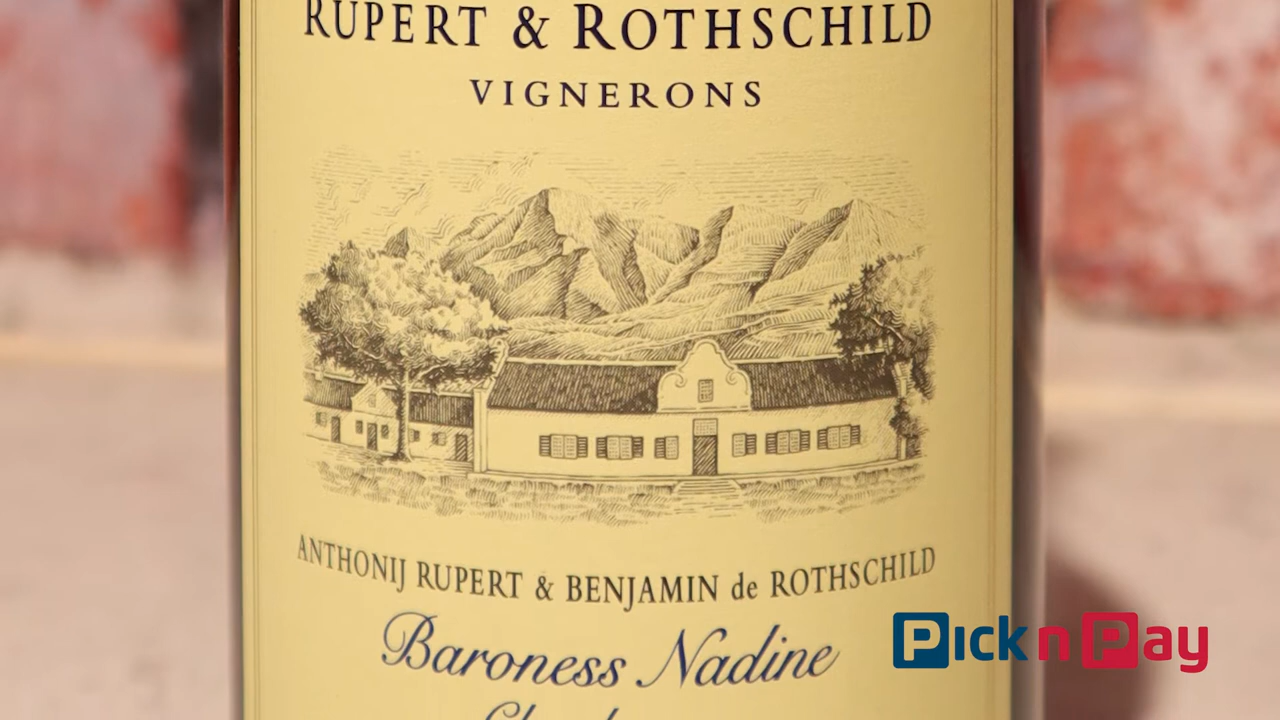 RUPERT & ROTHSCHILD
VIGNERONS
ANTHONIJ RUPERT & BENJAMIN de ROTHSCHILD
Baroness Nadine
Pick n Pay